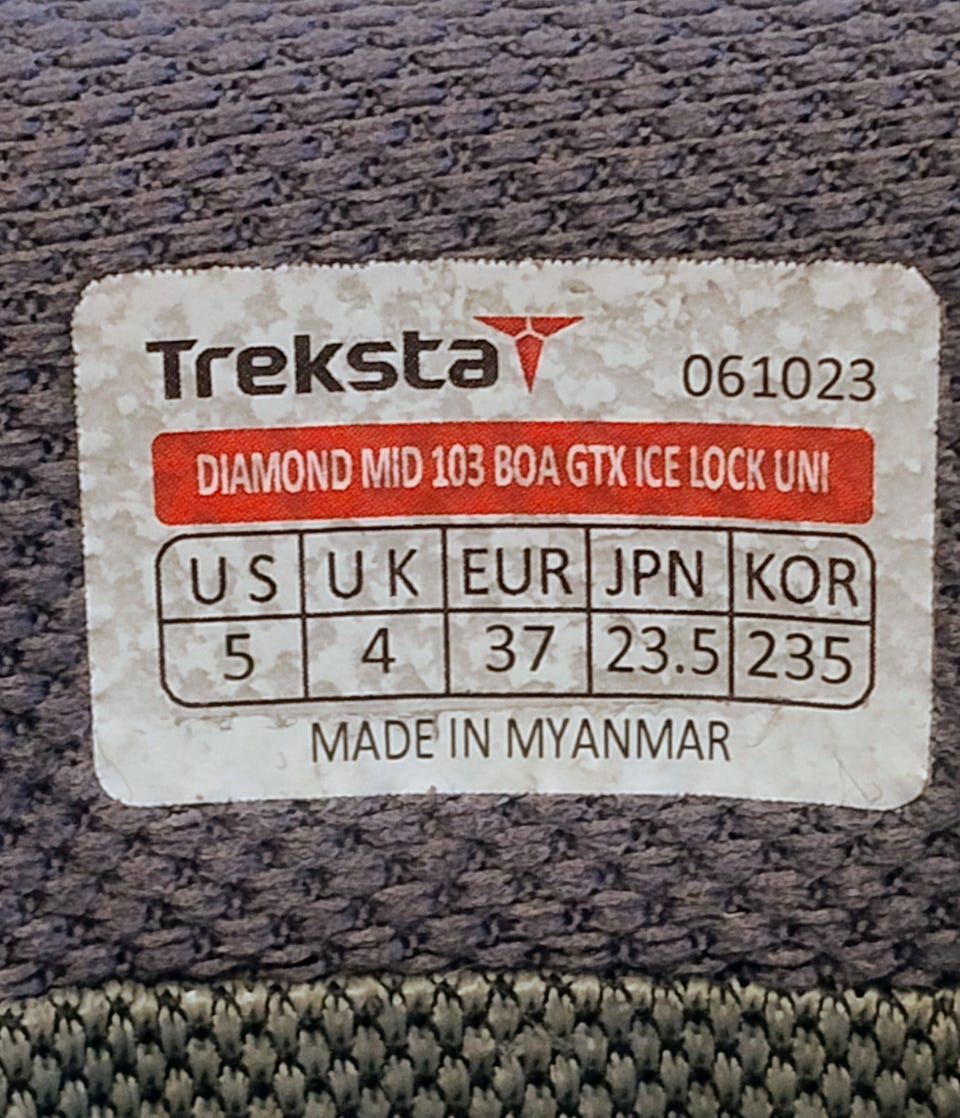 Treksta 061023
DIAMOND MID 103 BOA GTX ICE LOCK UNI
US UK EUR JPN KOR
5 4 37 23.5 235
MADE IN MYANMAR